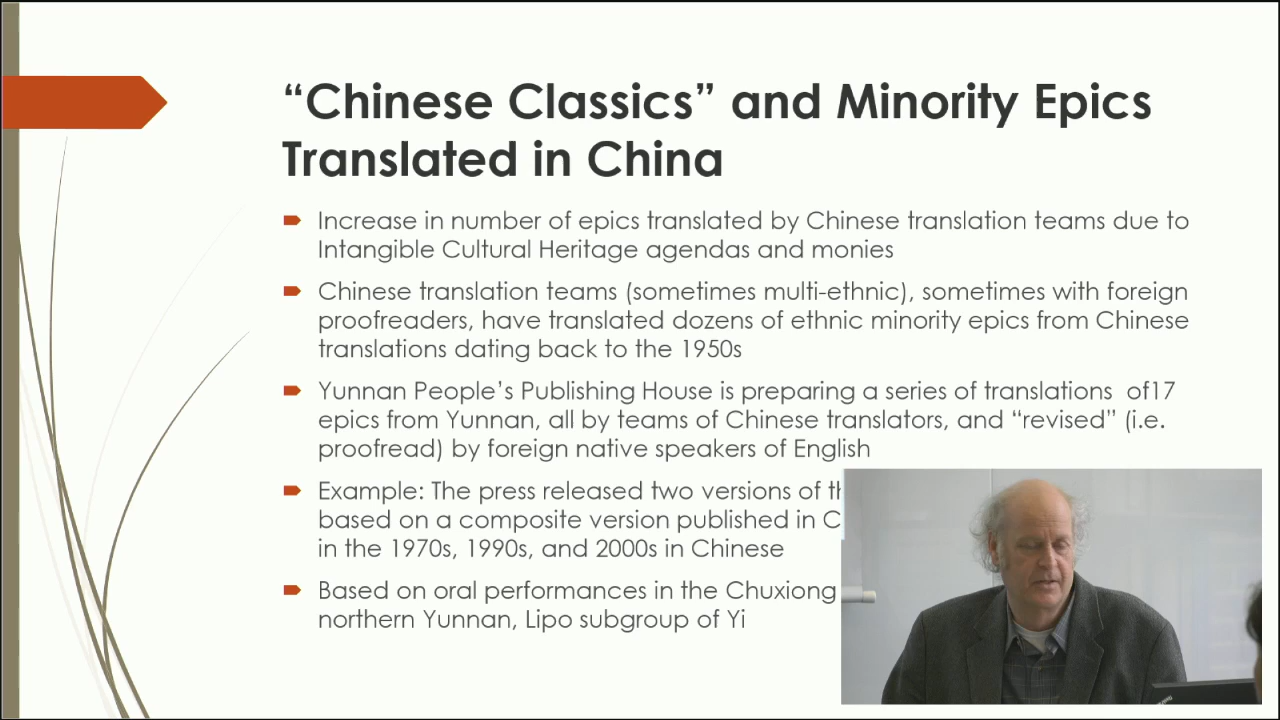 “Chinese Classics” and Minority Epics
Translated in China
Increase in number of epics translated by Chinese translation teams due to
Intangible Cultural Heritage agendas and monies
Chinese translation teams (sometimes multi-ethnic), sometimes with foreign
proofreaders, have translated dozens of ethnic minority epics from Chinese
translations dating back to the 1950s
Yunnan People’s Publishing House is preparing a series of translations  of17
epics from Yunnan, all by teams of Chinese translators, and “revised” (i.e.
proofread) by foreign native speakers of English
Example: The press released two versions of
based on a composite version published in
in the 1970s, 1990s, and 2000s in Chinese
Based on oral performances in the Chuxiong
northern Yunnan, Lipo subgroup of Yi